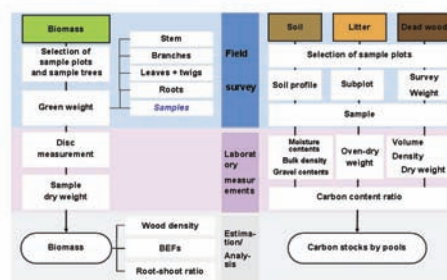 Biomass
Selection of
sample plots
and sample trees
Green weight
Stem
Branches
Leaves + twigs
Roots
Samples
Disc
measurement
Sample
dry weight
Biomass
Wood density
BEFs
Root-shoot ratio
Field
survey
Laborat
ory
measur
ements
Estima-
tion/
Analy-
sis
Soil
Litter
Dead wood
Selection of sample plots
Soil profile
Subplot
Survey
Weight
Sample
Moisture
contents
Bulk density
Gravel contents
Oven-dry
weight
Volume
Density
Dry weight
Carbon content ratio
Carbon stocks by pools